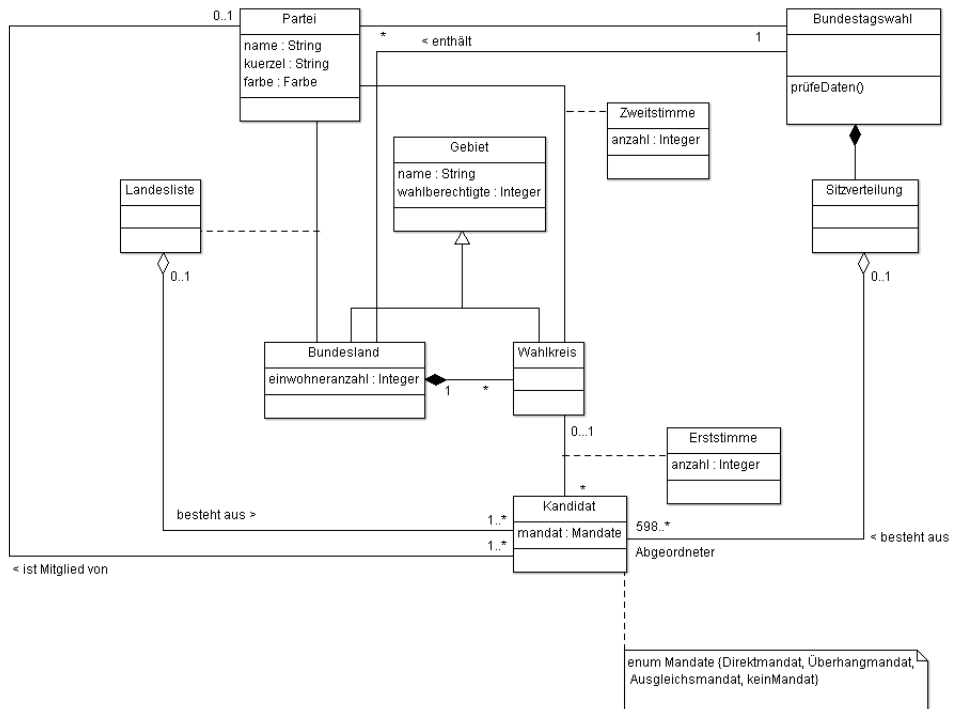 0..1
Partei
name : String
kuerzel : String
farbe : Farbe
*
< enthält
1
Bundestagswahl
prüfeDaten()
Zweitstimme
anzahl : Integer
Gebiet
name : String
wahlberechtigte : Integer
Landesliste
0..1
Sitzverteilung
0..1
Bundesland
einwohneranzahl : Integer
1
*
Wahlkreis
0...1
Erststimme
anzahl : Integer
*
Kandidat
mandat : Mandate
besteht aus >
1..*
1..*
598..*
Abgeordneter
< besteht aus
< ist Mitglied von
enum Mandate {Direktmandat, Überhangmandat,
Ausgleichsmandat, keinMandat}